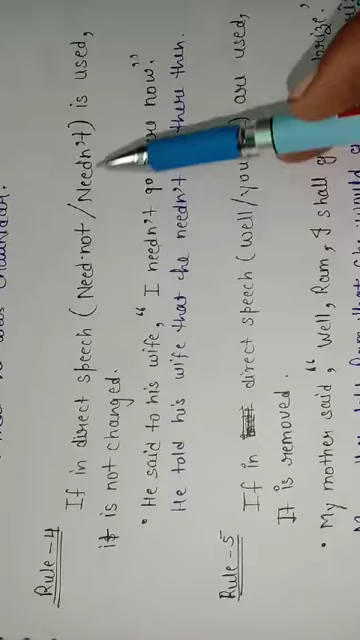 Rule-4
If in direct speech (Need not/Needn't) is used,
it is not changed.
• He said to his wife, "I needn't go now."
He told his wife that he needn't there then.
Rule-5
If in direct speech (Well/you are used,
It is removed.
• My mother said, "Well, Ram, I shall